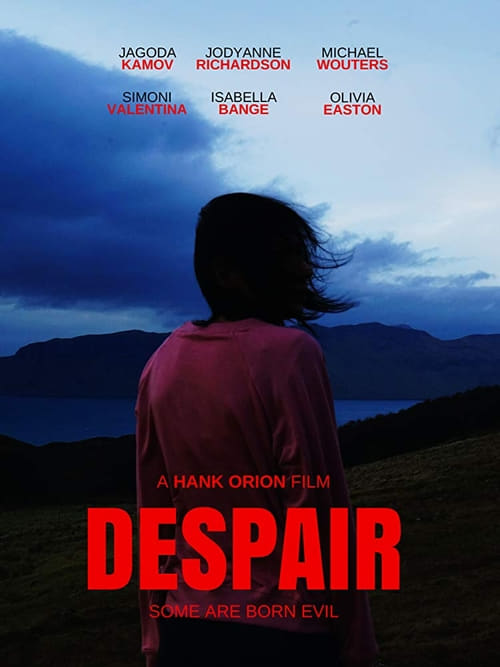 JAGODA JODYANNE MICHAEL
KAMOV RICHARDSON WOUTERS
SIMONI ISABELLA OLIVIA
VALENTINA BANGE EASTON
A HANK ORION FILM
DESPAIR
SOME ARE BORN EVIL